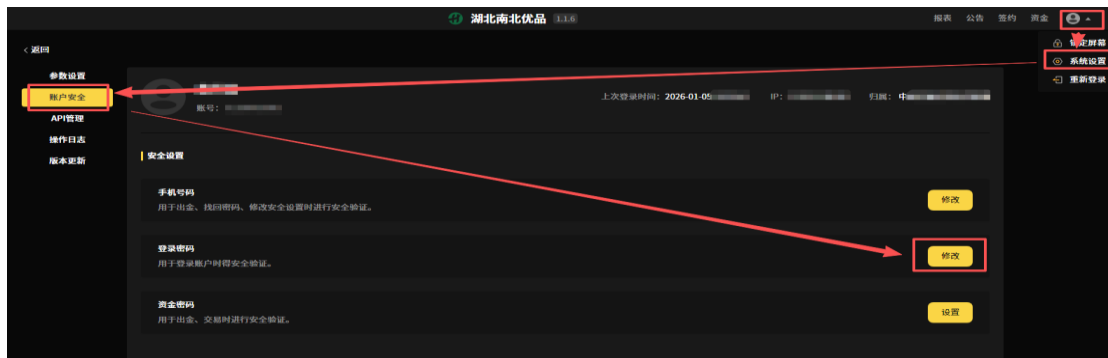 湖北南北优品 1.1.6
报表 公告 签约 资金
锁定屏幕
系统设置
重新登录
< 返回
参数设置
账户安全
API管理
操作日志
版本更新
账号：
上次登录时间：2026-01-05
IP：
归属：中
安全设置
手机号码
用于出金、找回密码、修改安全设置时进行安全验证。
修改
登录密码
用于登录账户时得安全验证。
修改
资金密码
用于出金、交易时进行安全验证。
设置